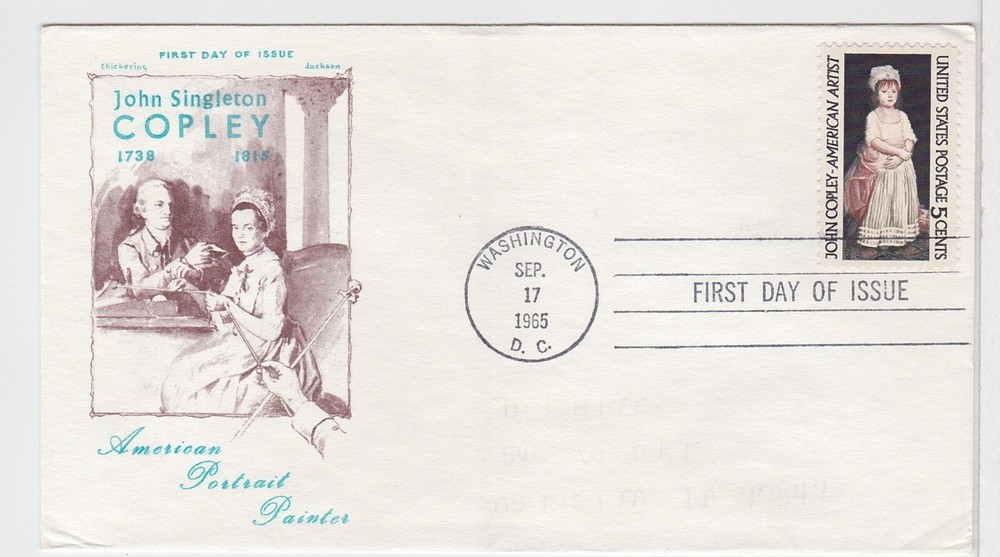 FIRST DAY OF ISSUE
Chickering Jackson
John Singleton
COPLEY
1738 1815
American
Portrait
Painter
WASHINGTON
SEP.
17
1965
D. C.
FIRST DAY OF ISSUE
JOHN COPLEY-AMERICAN ARTIST
UNITED STATES POSTAGE 5 CENTS